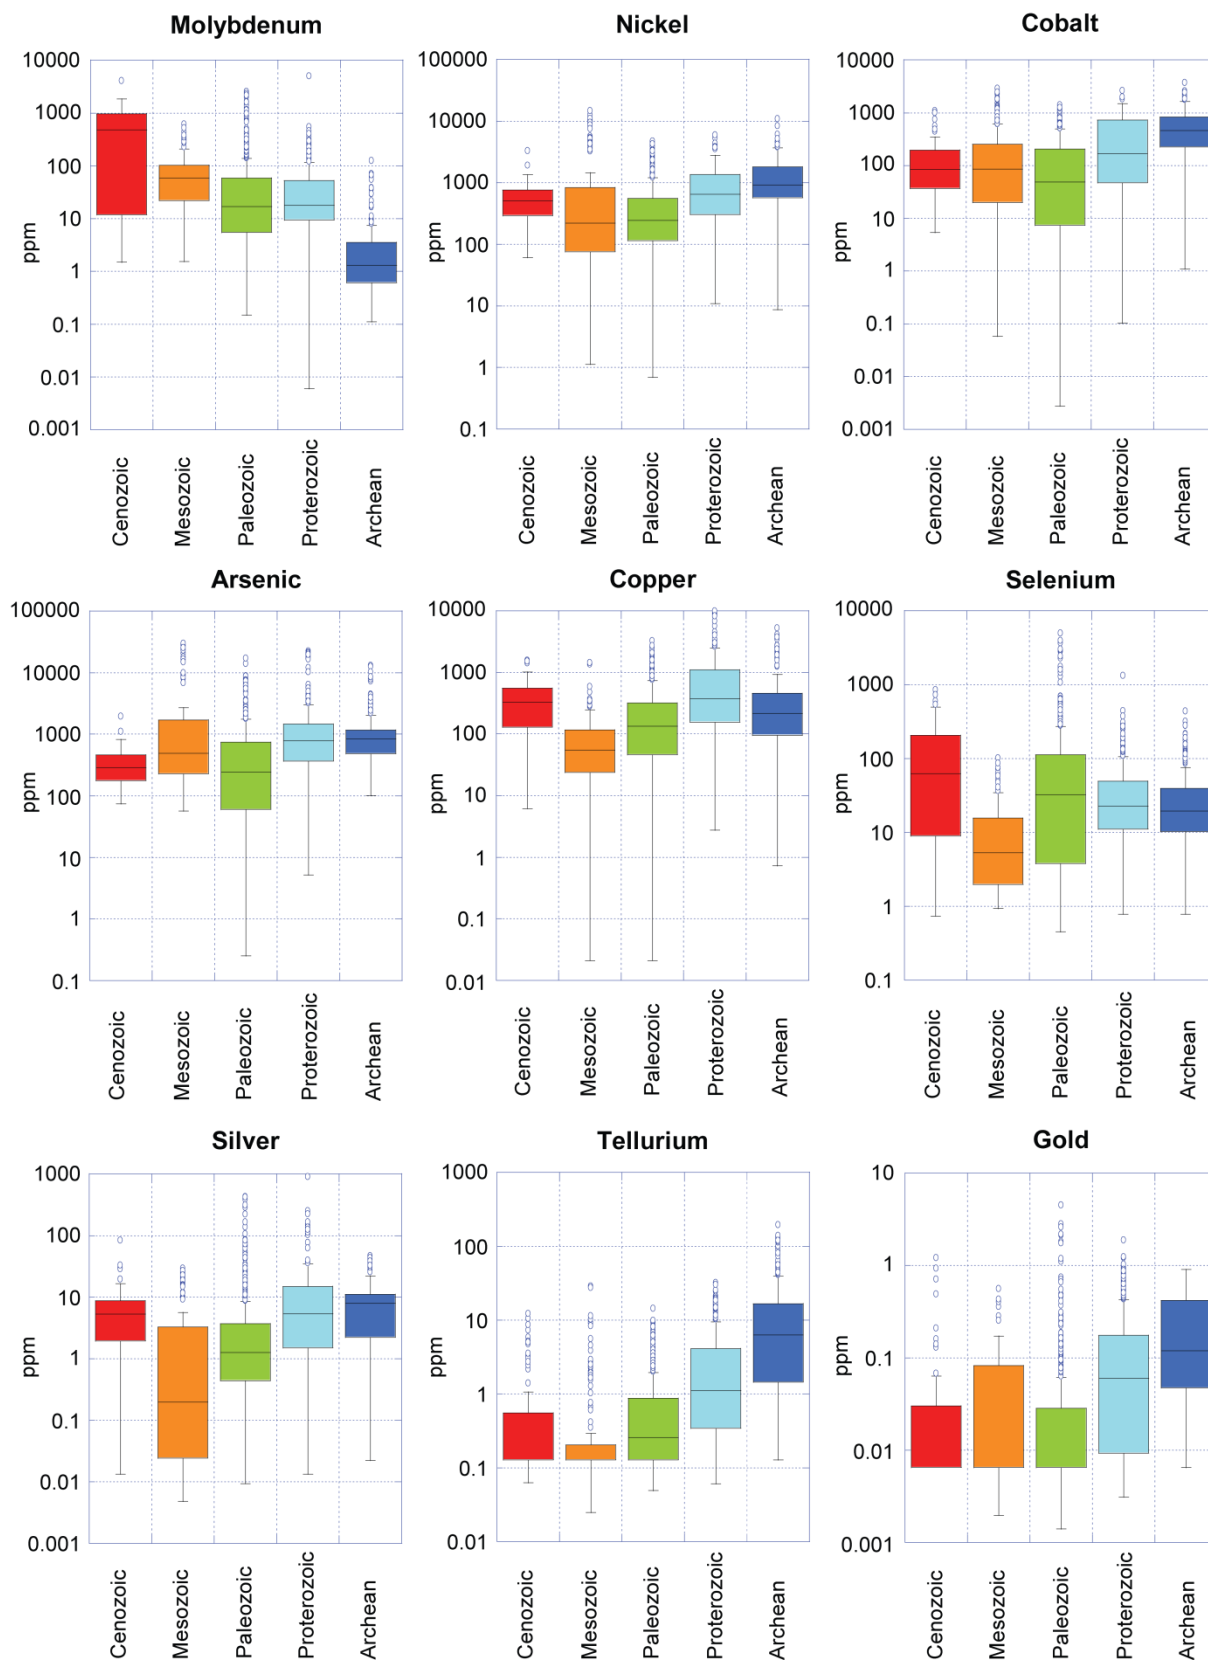 Molybdenum
10000
1000
100
10
1
0.1
0.01
0.001
ppm
Cenozoic
Mesozoic
Paleozoic
Proterozoic
Archean
Nickel
100000
10000
1000
100
10
1
0.1
ppm
Cenozoic
Mesozoic
Paleozoic
Proterozoic
Archean
Cobalt
10000
1000
100
10
1
0.1
0.01
0.001
ppm
Cenozoic
Mesozoic
Paleozoic
Proterozoic
Archean
Arsenic
100000
10000
1000
100
10
1
0.1
ppm
Cenozoic
Mesozoic
Paleozoic
Proterozoic
Archean
Copper
10000
1000
100
10
1
0.1
0.01
ppm
Cenozoic
Mesozoic
Paleozoic
Proterozoic
Archean
Selenium
10000
1000
100
10
1
0.1
ppm
Cenozoic
Mesozoic
Paleozoic
Proterozoic
Archean
Silver
1000
100
10
1
0.1
0.01
0.001
ppm
Cenozoic
Mesozoic
Paleozoic
Proterozoic
Archean
Tellurium
1000
100
10
1
0.1
0.01
ppm
Cenozoic
Mesozoic
Paleozoic
Proterozoic
Archean
Gold
10
1
0.1
0.01
0.001
ppm
Cenozoic
Mesozoic
Paleozoic
Proterozoic
Archean